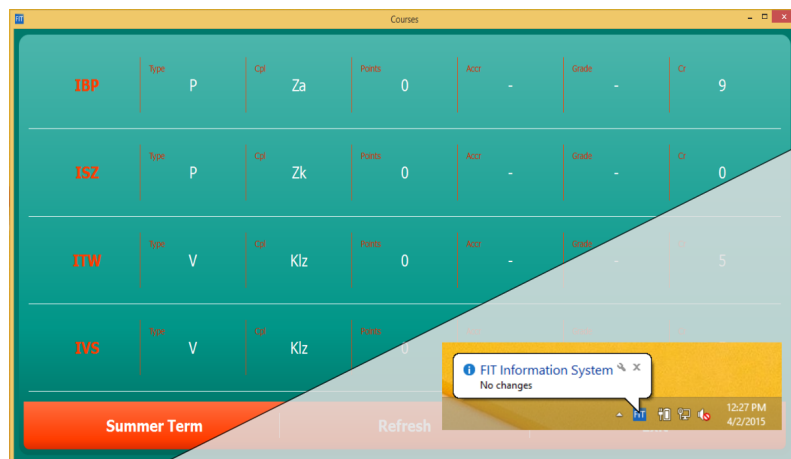 FIT Courses
IBP Type P Cpl Za Points 0 Accr - Grade - Cr 9
ISZ Type P Cpl Zk Points 0 Accr - Grade - Cr 0
ITW Type V Cpl Klz Points 0 Accr - Grade - 5
IVS Type V Cpl Klz Points 0
FIT Information System
No changes
FIT 12:27 PM
4/2/2015
Summer Term Refresh